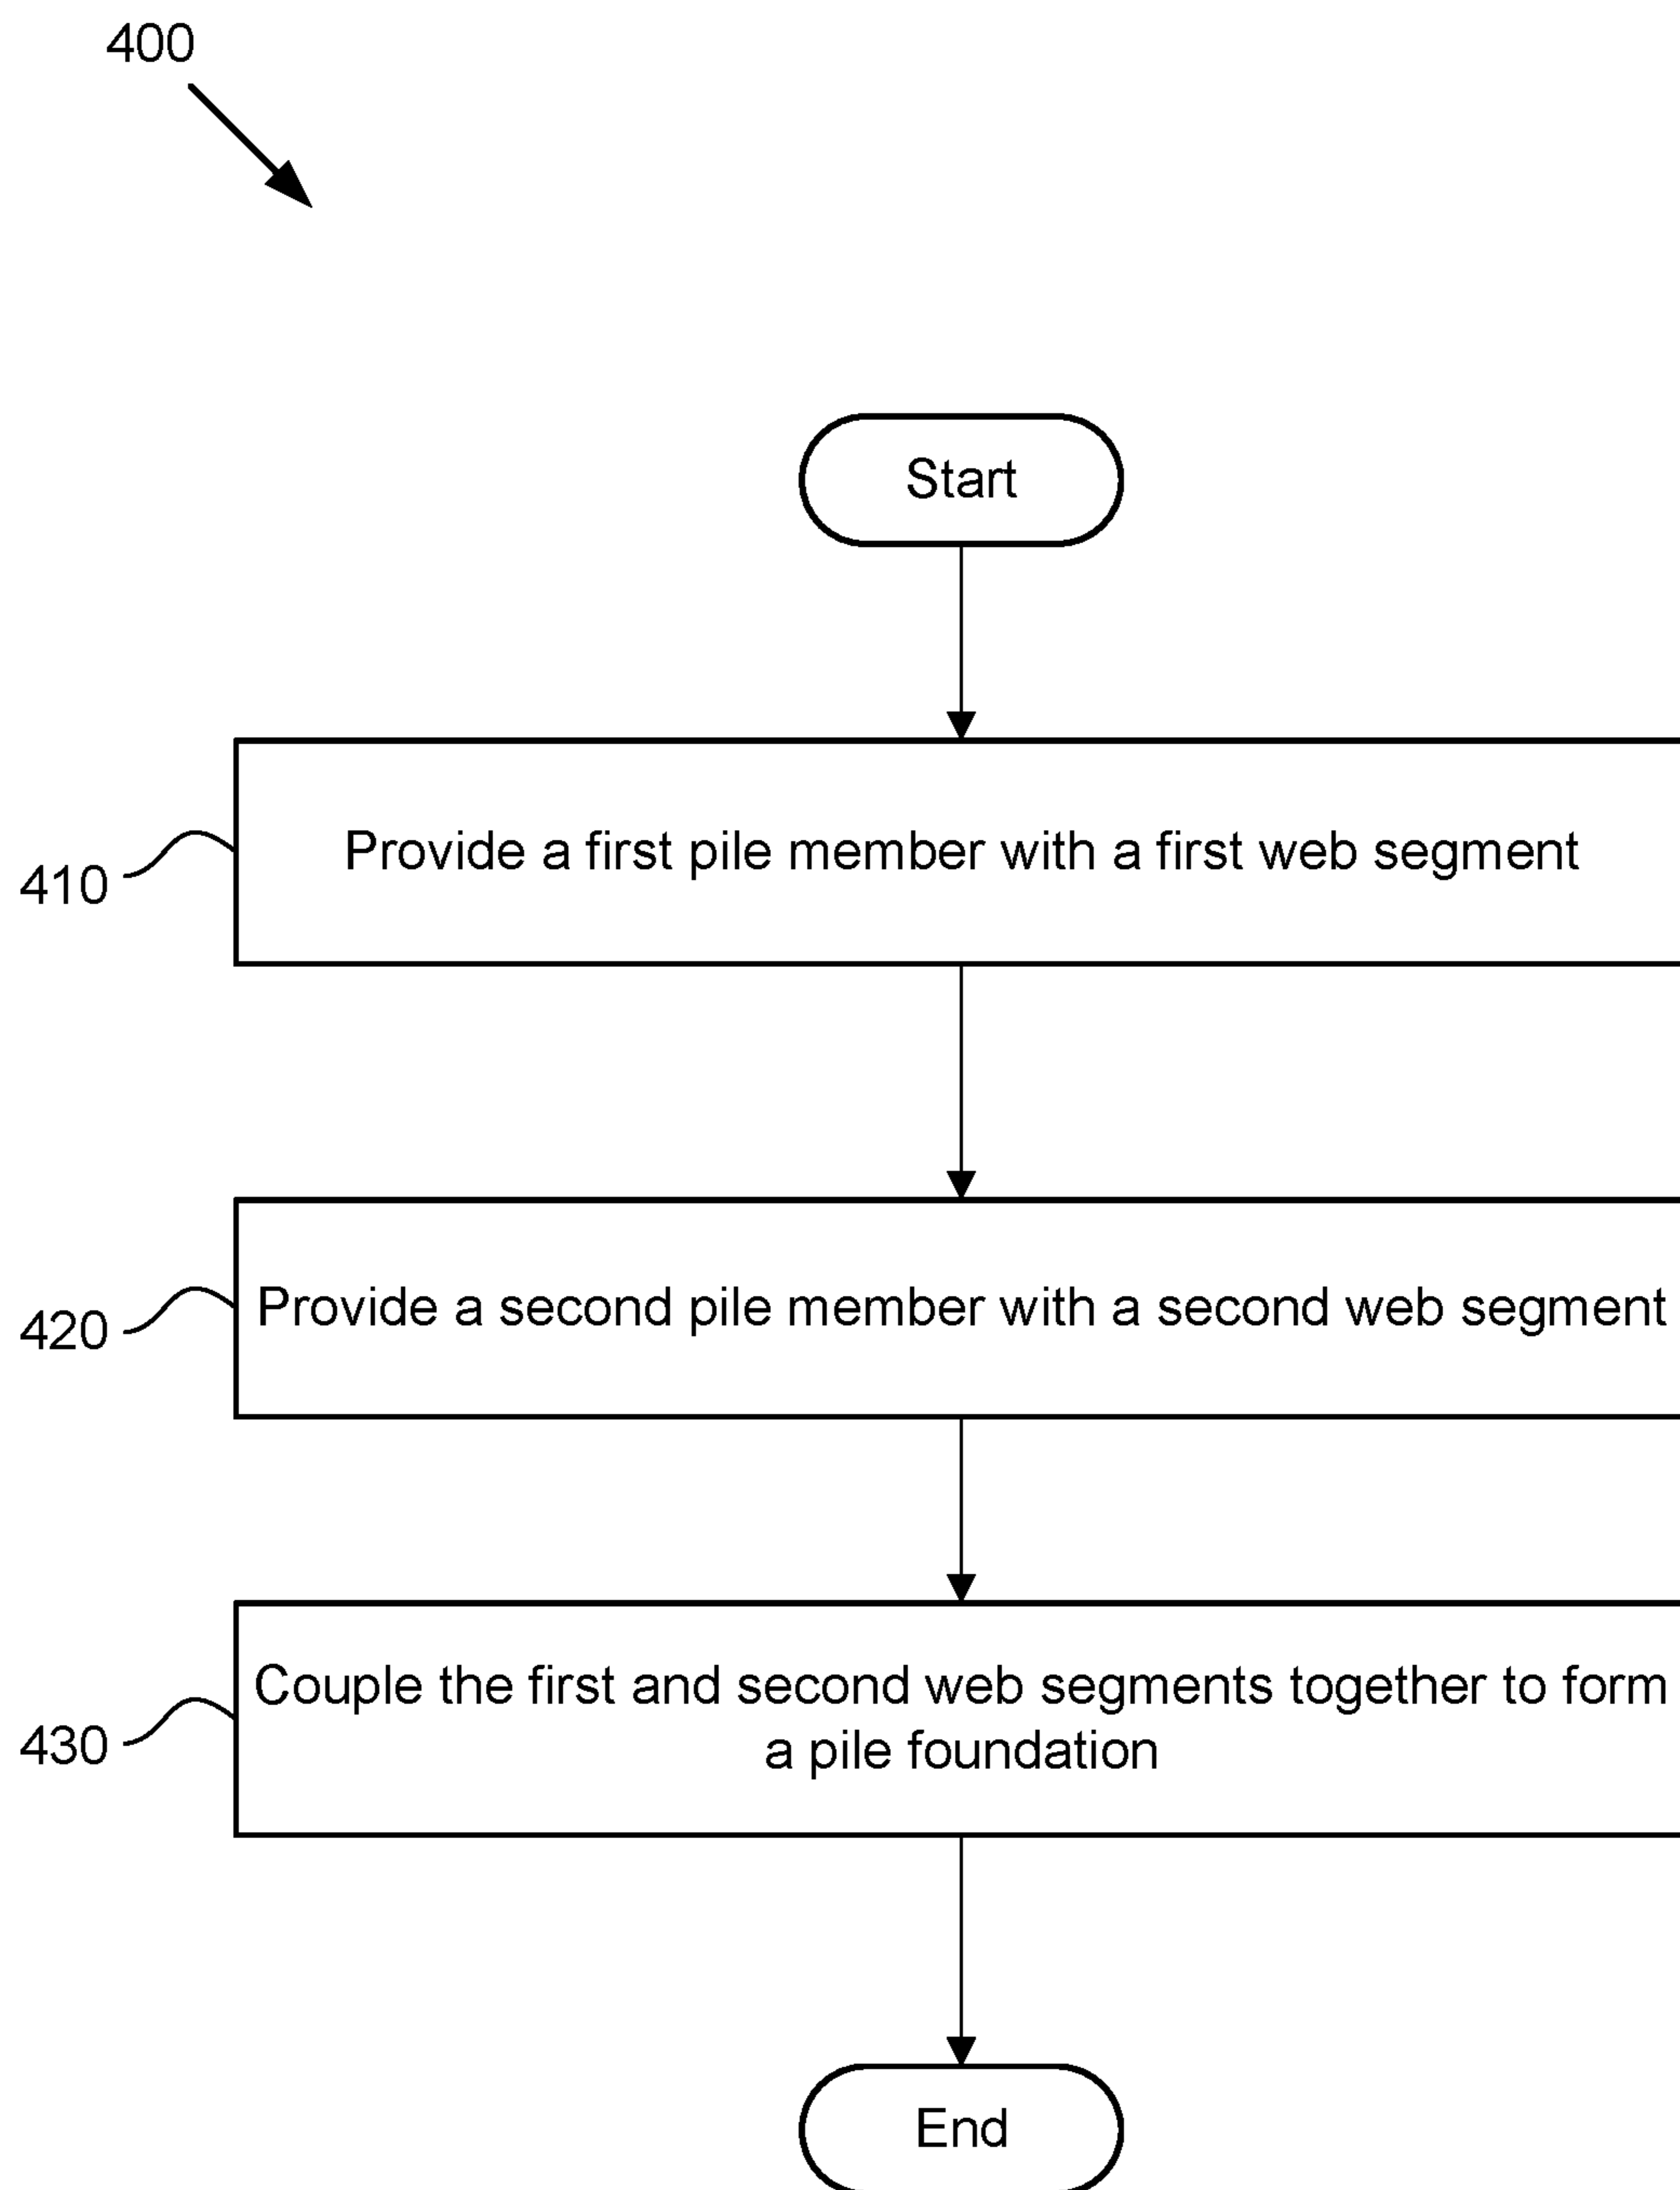 400
Start
Provide a first pile member with a first web segment
410
Provide a second pile member with a second web segment
420
Couple the first and second web segments together to form
a pile foundation
430
End